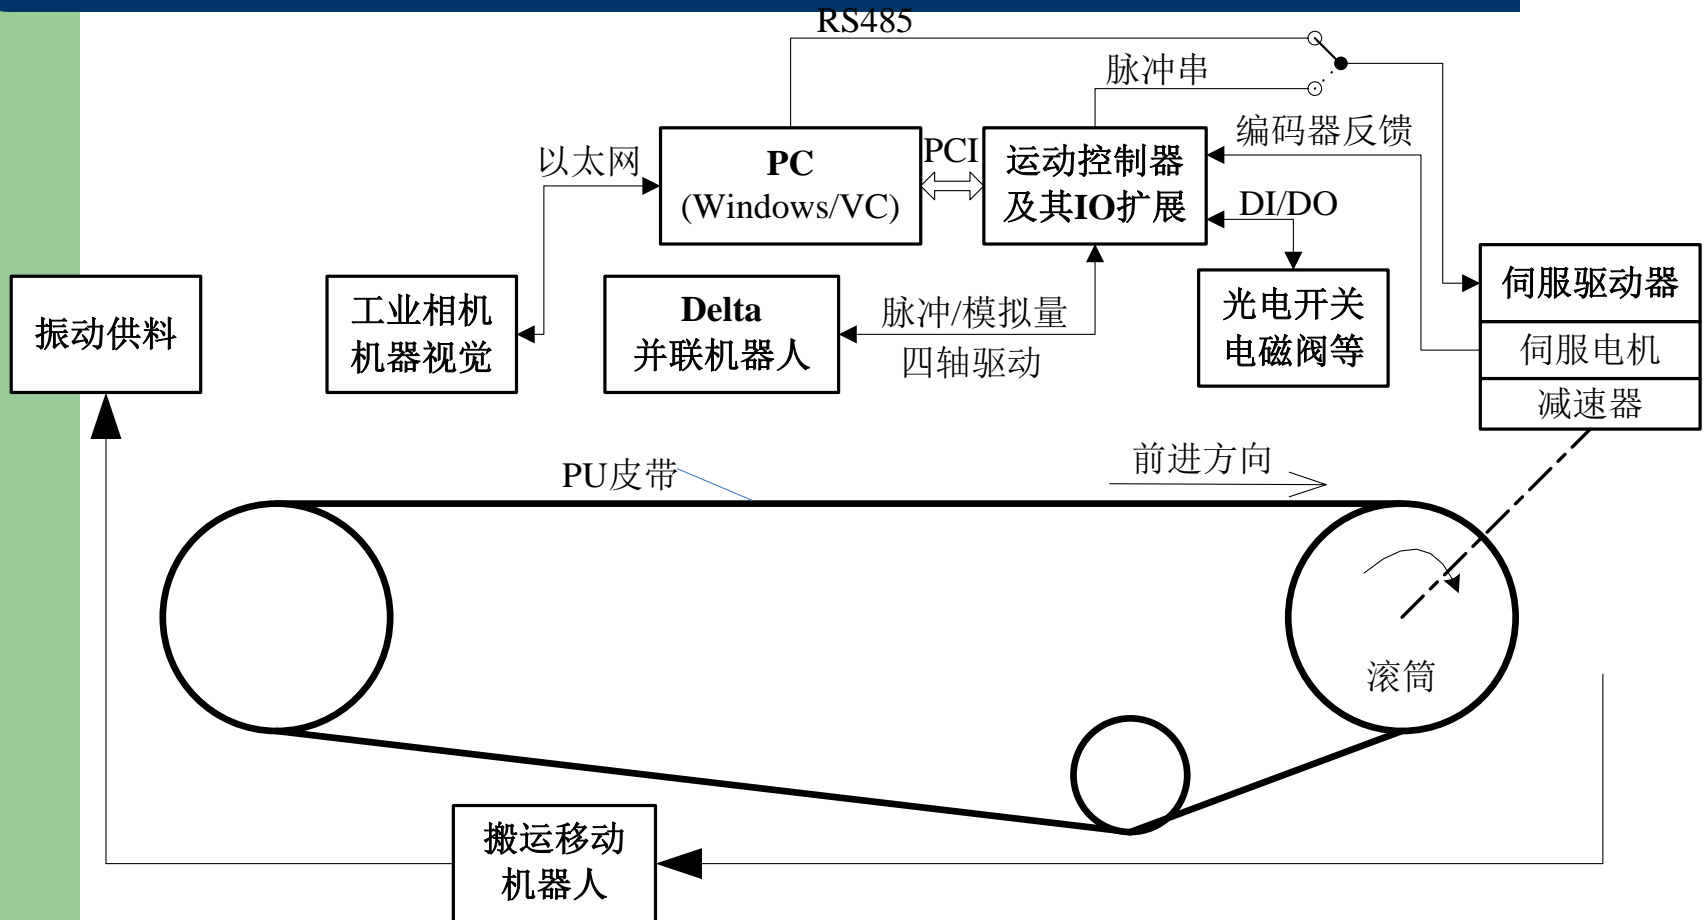 RS485
脉冲串
编码器反馈
以太网
PC
(Windows/VC)
PCI
运动控制器
及其IO扩展
DI/DO
振动供料
工业相机
机器视觉
Delta
并联机器人
脉冲/模拟量
四轴驱动
光电开关
电磁阀等
伺服驱动器
伺服电机
减速器
PU皮带
前进方向
滚筒
搬运移动
机器人